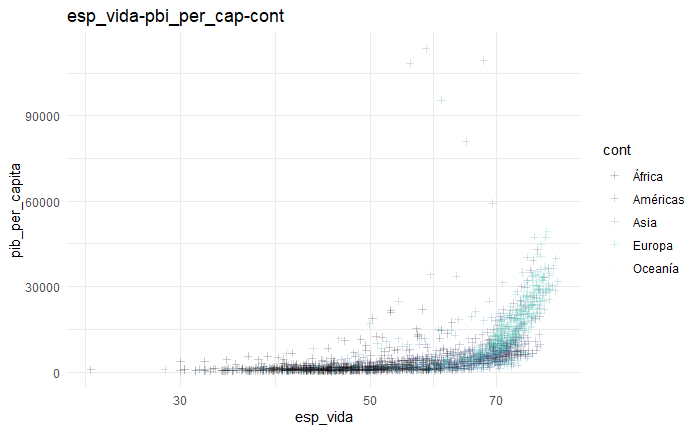 esp_vida-pbi_per_cap-cont
pib_per_capita
90000
60000
30000
0
30
50
70
esp_vida
cont
África
Américas
Asia
Europa
Oceanía